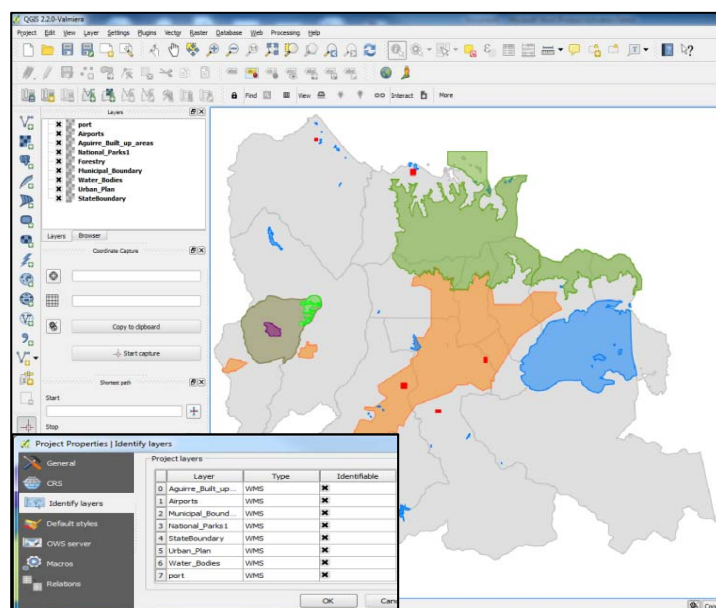 QGIS 2.2.0-Valmiera
Project Edit View Layer Settings Plugins Vector Raster Database Web Processing Help
Find View Interact More
Layers
port
Airports
Aguirre_Built_up_areas
National_Parks1
Forestry
Municipal_Boundary
Water_Bodies
Urban_Plan
StateBoundary
Layers Browser
Coordinate Capture
Copy to clipboard
Start capture
Shortest path
Start
Stop
Project Properties | Identify layers
General
CRS
Identify layers
Default styles
OWS server
Macros
Relations
Project layers
Layer Type Identifiable
0 Aguirre_Built_up... WMS
1 Airports WMS
2 Municipal_Bound... WMS
3 National_Parks1 WMS
4 StateBoundary WMS
5 Urban_Plan WMS
6 Water_Bodies WMS
7 port WMS
OK Canc